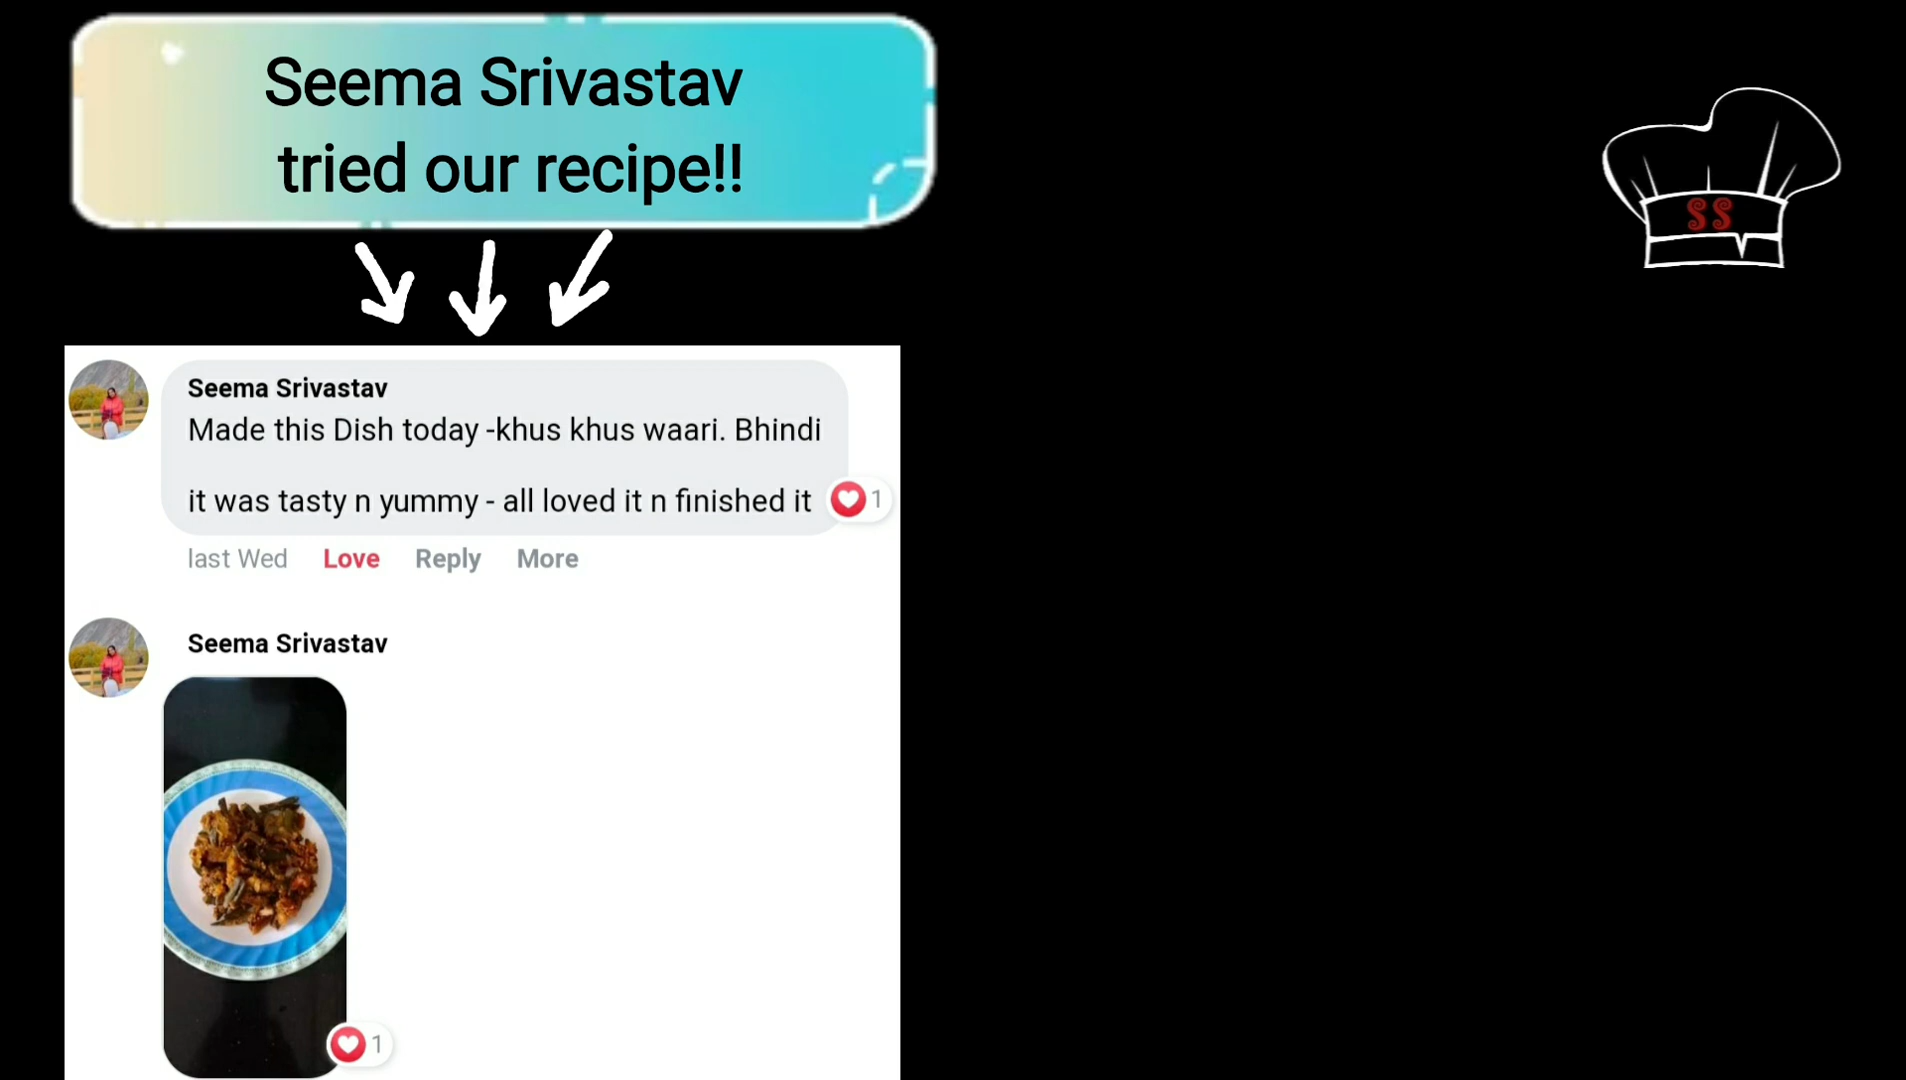 Seema Srivastav
tried our recipe!!
SS
Seema Srivastav
Made this Dish today -khus khus waari. Bhindi
it was tasty n yummy - all loved it n finished it
1
last Wed Love Reply More
Seema Srivastav
1